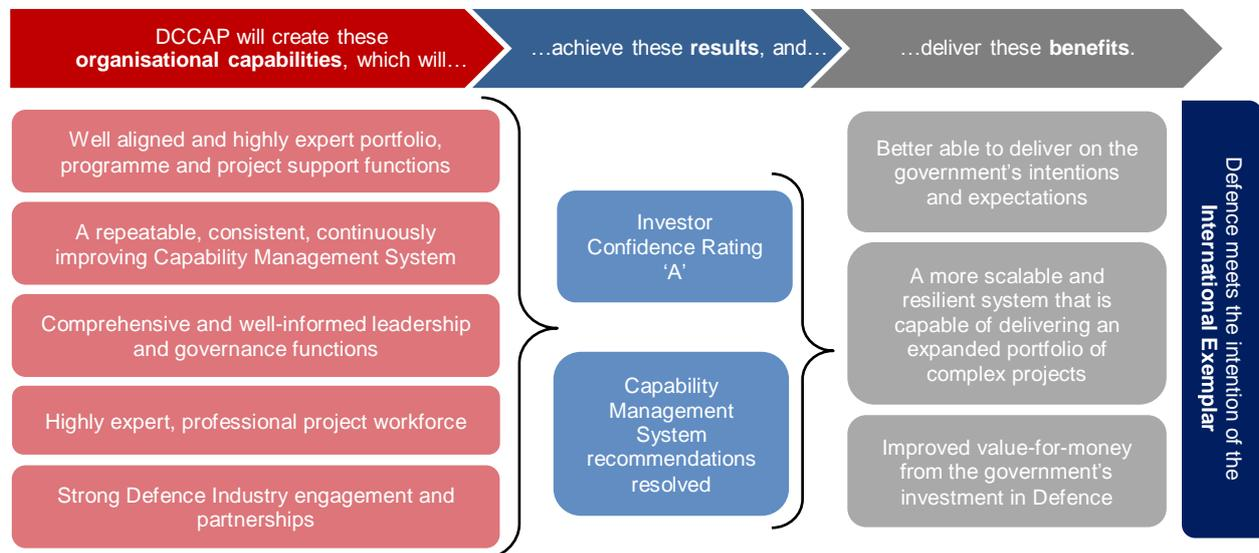 DCCAP will create these
organisational capabilities, which will…
…achieve these results, and…
…deliver these benefits.
Well aligned and highly expert portfolio,
programme and project support functions
A repeatable, consistent, continuously
improving Capability Management System
Comprehensive and well-informed leadership
and governance functions
Highly expert, professional project workforce
Strong Defence Industry engagement and
partnerships
Investor
Confidence Rating
‘A’
Capability
Management
System
recommendations
resolved
Better able to deliver on the
government’s intentions
and expectations
A more scalable and
resilient system that is
capable of delivering an
expanded portfolio of
complex projects
Improved value-for-money
from the government’s
investment in Defence
Defence meets the intention of the
International Exemplar